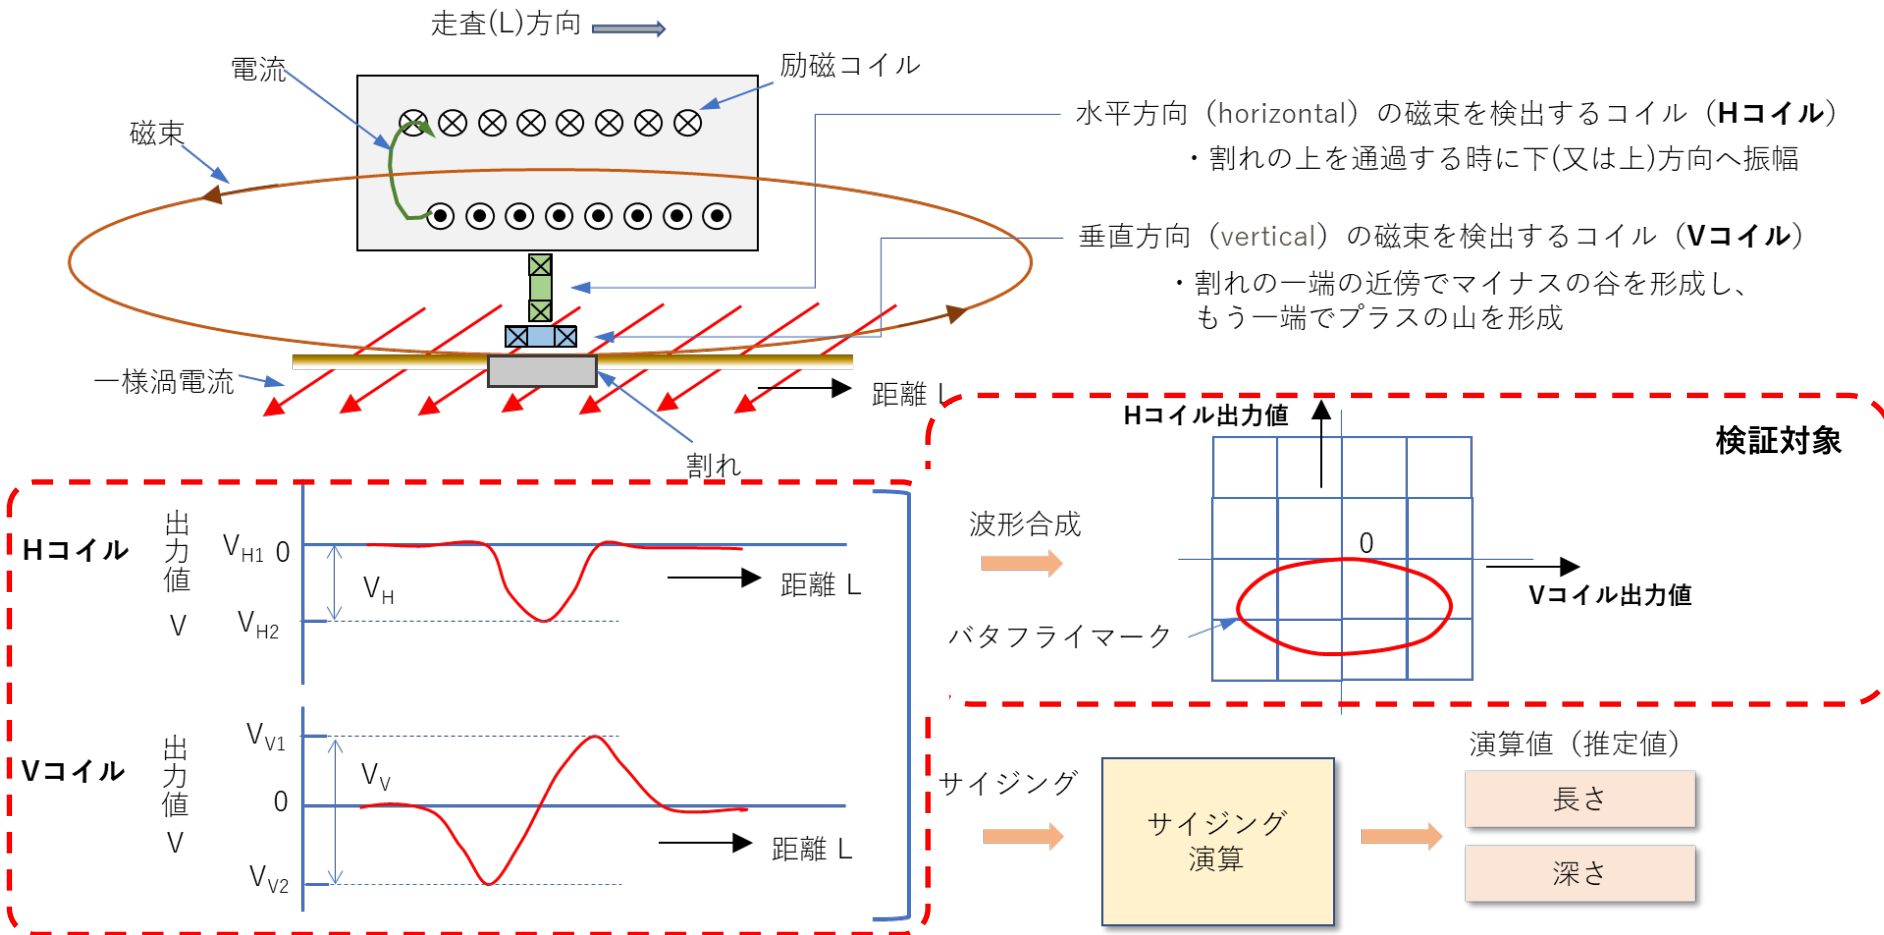 走査(L)方向
電流
励磁コイル
磁束
水平方向（horizontal）の磁束を検出するコイル（Hコイル）
・割れの上を通過する時に下(又は上)方向へ振幅
垂直方向（vertical）の磁束を検出するコイル（Vコイル）
・割れの一端の近傍でマイナスの谷を形成し、
もう一端でプラスの山を形成
一様渦電流
距離 L
割れ
Hコイル出力値
検証対象
0
Vコイル出力値
バタフライマーク
波形合成
Hコイル
出力値 V
VH1 0
VH
VH2
距離 L
Vコイル
出力値 V
VV1
VV
0
VV2
距離 L
サイジング
サイジング
演算
演算値（推定値）
長さ
深さ